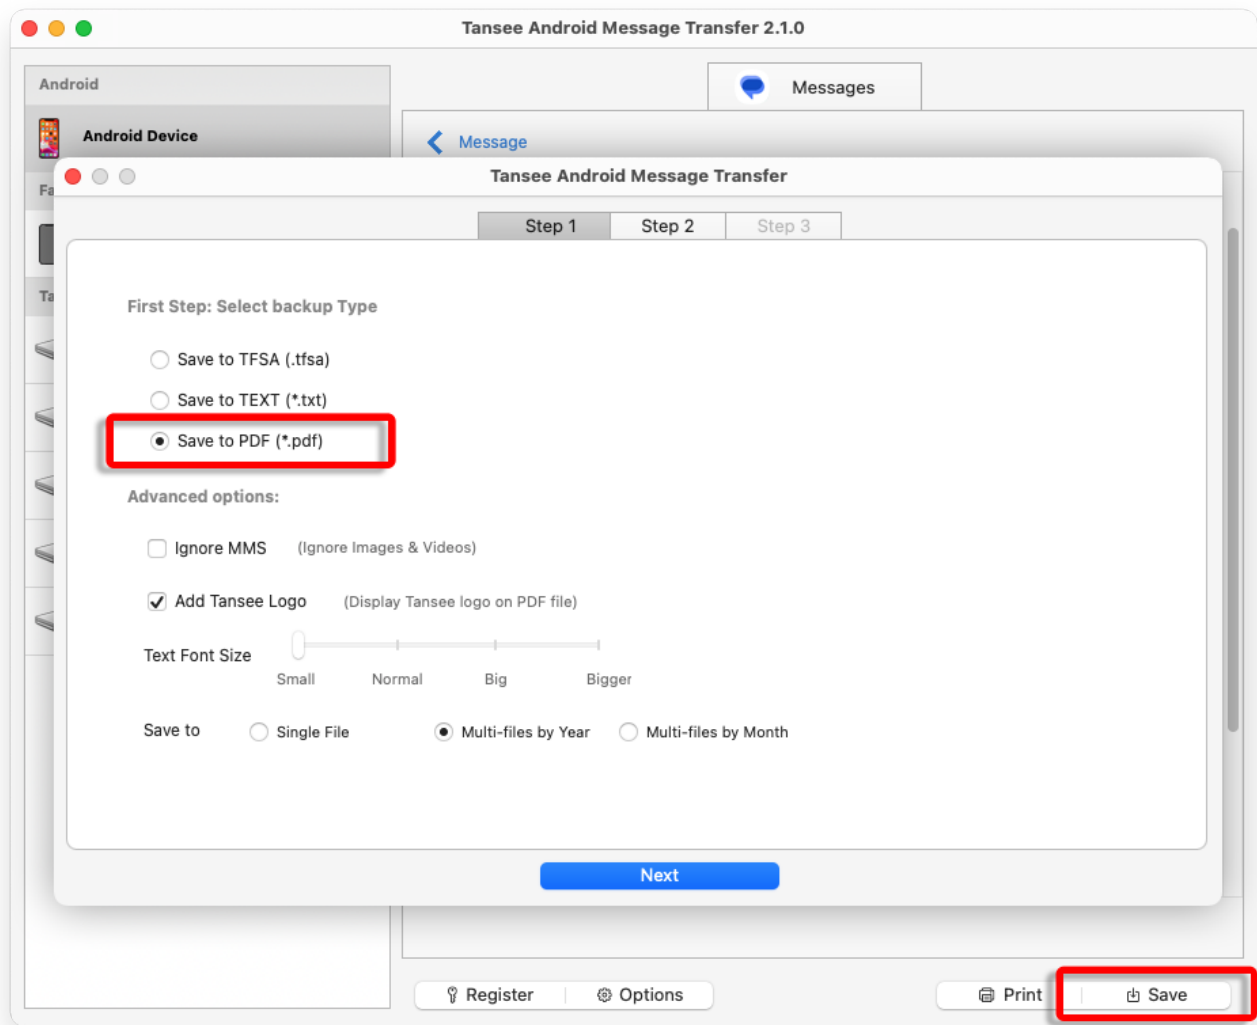 Tansee Android Message Transfer 2.1.0
Android
Messages
Android Device
Message
Fa
Tansee Android Message Transfer
Step 1 Step 2 Step 3
Ta
First Step: Select backup Type
Save to TFSA (.tfsa)
Save to TEXT (*.txt)
Save to PDF (*.pdf)
Advanced options:
Ignore MMS (Ignore Images & Videos)
Add Tansee Logo (Display Tansee logo on PDF file)
Text Font Size
Small Normal Big Bigger
Save to Single File Multi-files by Year Multi-files by Month
Next
Register Options Print Save